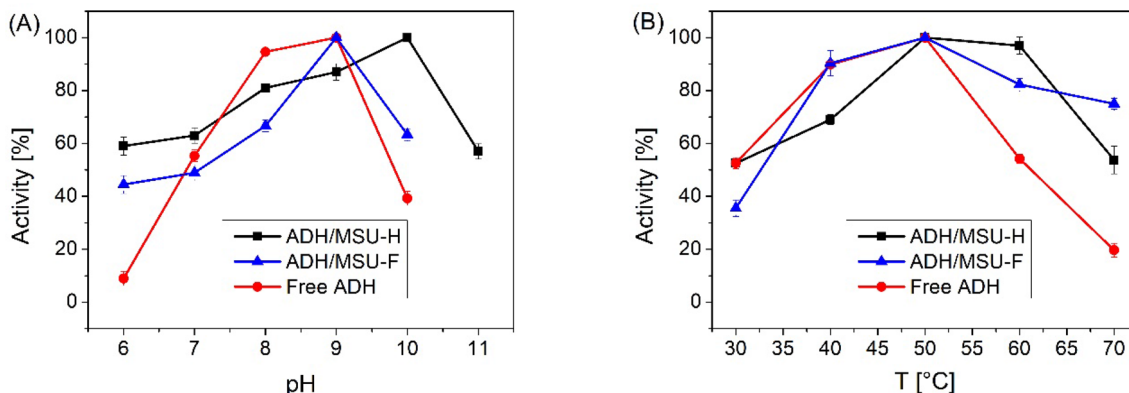 (A)
Activity [%]
100
80
60
40
20
0
ADH/MSU-H
ADH/MSU-F
Free ADH
6 7 8 9 10 11
pH
(B)
Activity [%]
100
80
60
40
20
0
ADH/MSU-H
ADH/MSU-F
Free ADH
30 35 40 45 50 55 60 65 70
T [°C]